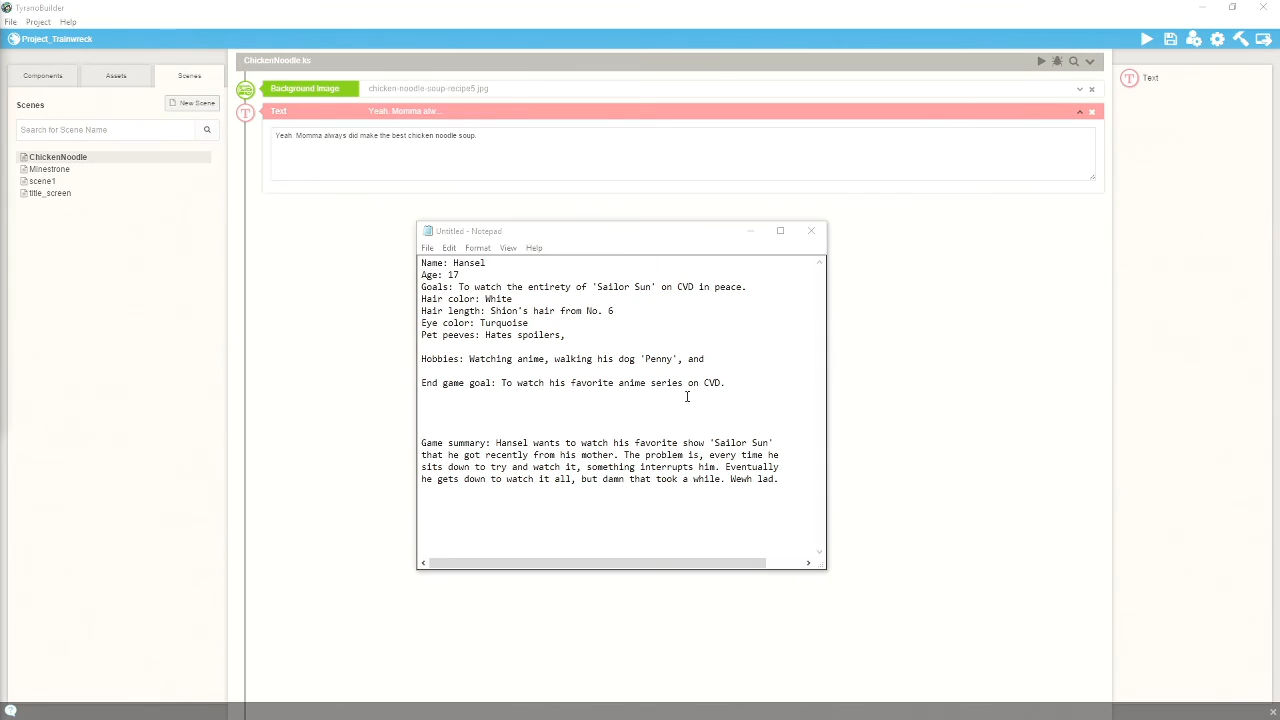 TyranoBuilder
File Project Help
Project_Trainwreck
Components Assets Scenes
Scenes
New Scene
Search for Scene Name
ChickenNoodle
Minestrone
scene1
title_screen
ChickenNoodle.ks
Background Image chicken-noodle-soup-recipe5.jpg
Text Yeah. Momma alw...
Yeah. Momma always did make the best chicken noodle soup.
T Text
Untitled - Notepad
File Edit Format View Help
Name: Hansel
Age: 17
Goals: To watch the entirety of 'Sailor Sun' on CVD in peace.
Hair color: White
Hair length: Shion's hair from No. 6
Eye color: Turquoise
Pet peeves: Hates spoilers,
Hobbies: Watching anime, walking his dog 'Penny', and
End game goal: To watch his favorite anime series on CVD.
Game summary: Hansel wants to watch his favorite show 'Sailor Sun'
that he got recently from his mother. The problem is, every time he
sits down to try and watch it, something interrupts him. Eventually
he gets down to watch it all, but damn that took a while. Wewh lad.